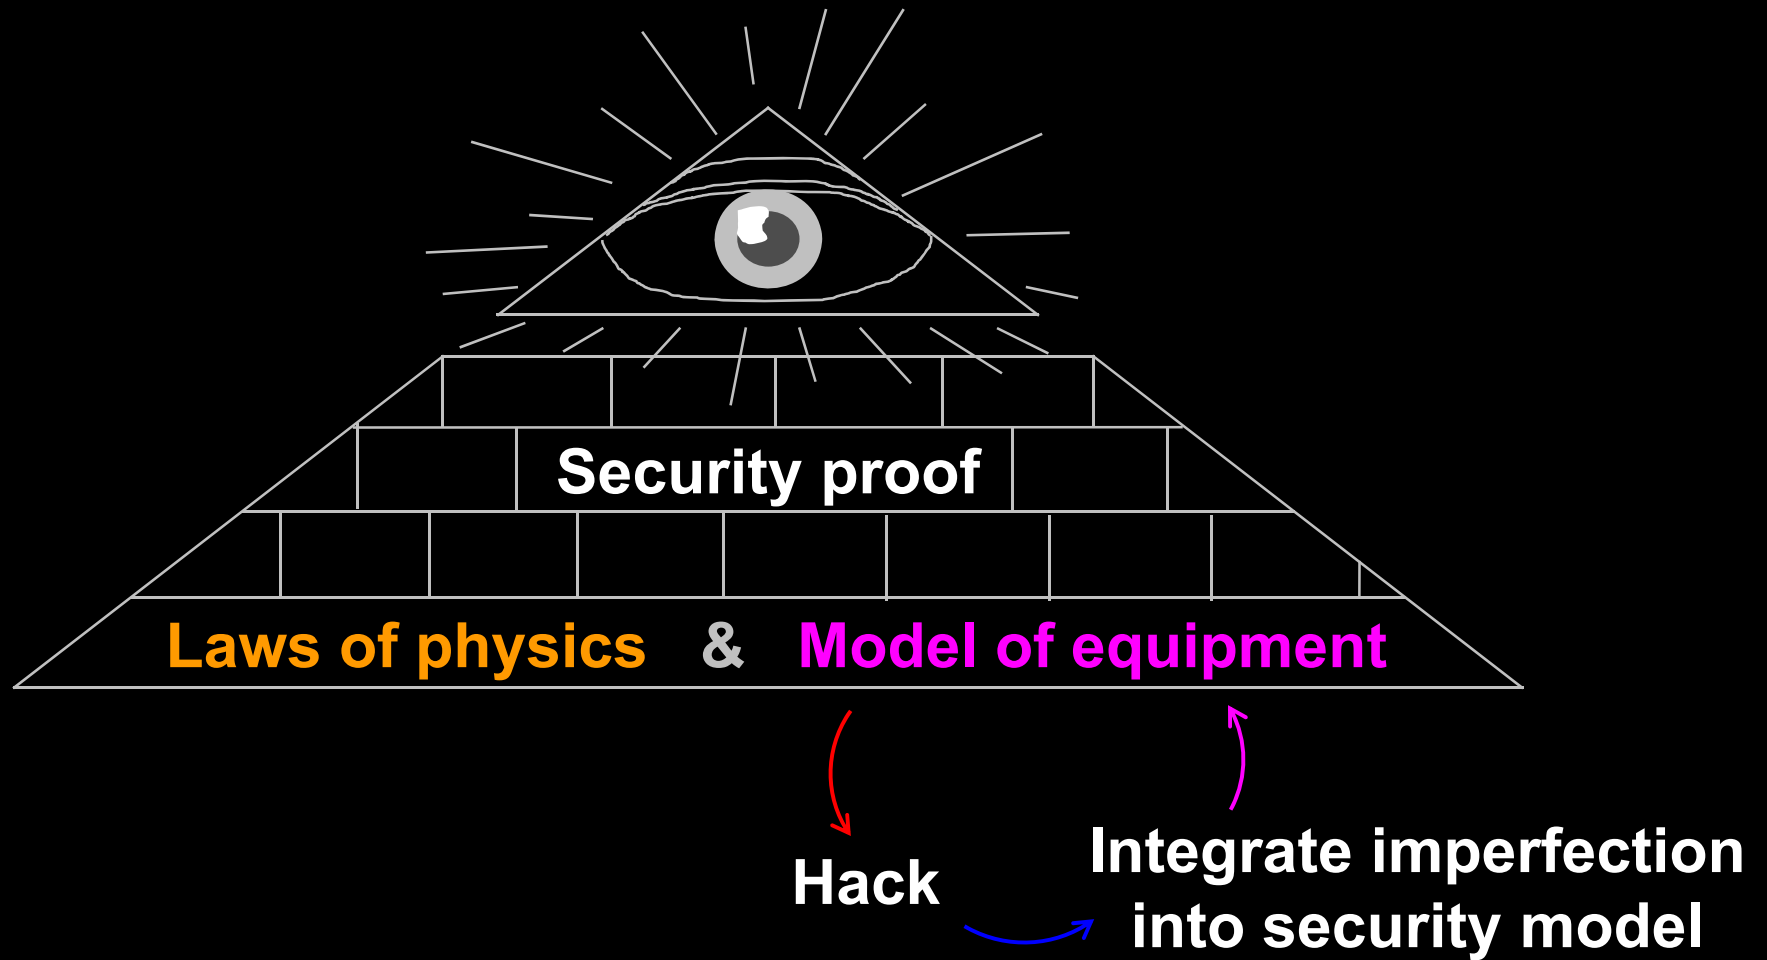 Security proof
Laws of physics & Model of equipment
Hack
Integrate imperfection
into security model